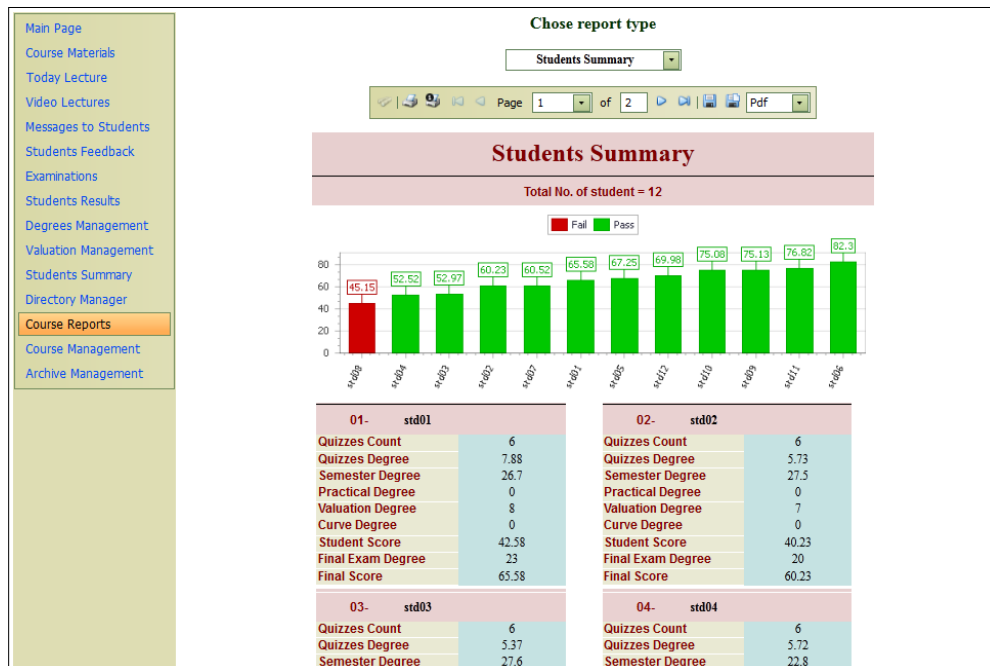 Main Page
Course Materials
Today Lecture
Video Lectures
Messages to Students
Students Feedback
Examinations
Students Results
Degrees Management
Valuation Management
Students Summary
Directory Manager
Course Reports
Course Management
Archive Management
Chose report type
Students Summary
Page 1 of 2 Pdf
Students Summary
Total No. of student = 12
Fail Pass
45.15 52.52 52.97 60.23 60.52 65.58 67.25 69.98 75.08 75.13 76.82 82.3
80
60
40
20
0
std08 std04 std03 std02 std07 std01 std05 std12 std10 std09 std11 std06
01- std01
Quizzes Count 6
Quizzes Degree 7.88
Semester Degree 26.7
Practical Degree 0
Valuation Degree 8
Curve Degree 0
Student Score 42.58
Final Exam Degree 23
Final Score 65.58
02- std02
Quizzes Count 6
Quizzes Degree 5.73
Semester Degree 27.5
Practical Degree 0
Valuation Degree 7
Curve Degree 0
Student Score 40.23
Final Exam Degree 20
Final Score 60.23
03- std03
Quizzes Count 6
Quizzes Degree 5.37
Semester Degree 27.6
04- std04
Quizzes Count 6
Quizzes Degree 5.72
Semester Degree 22.8